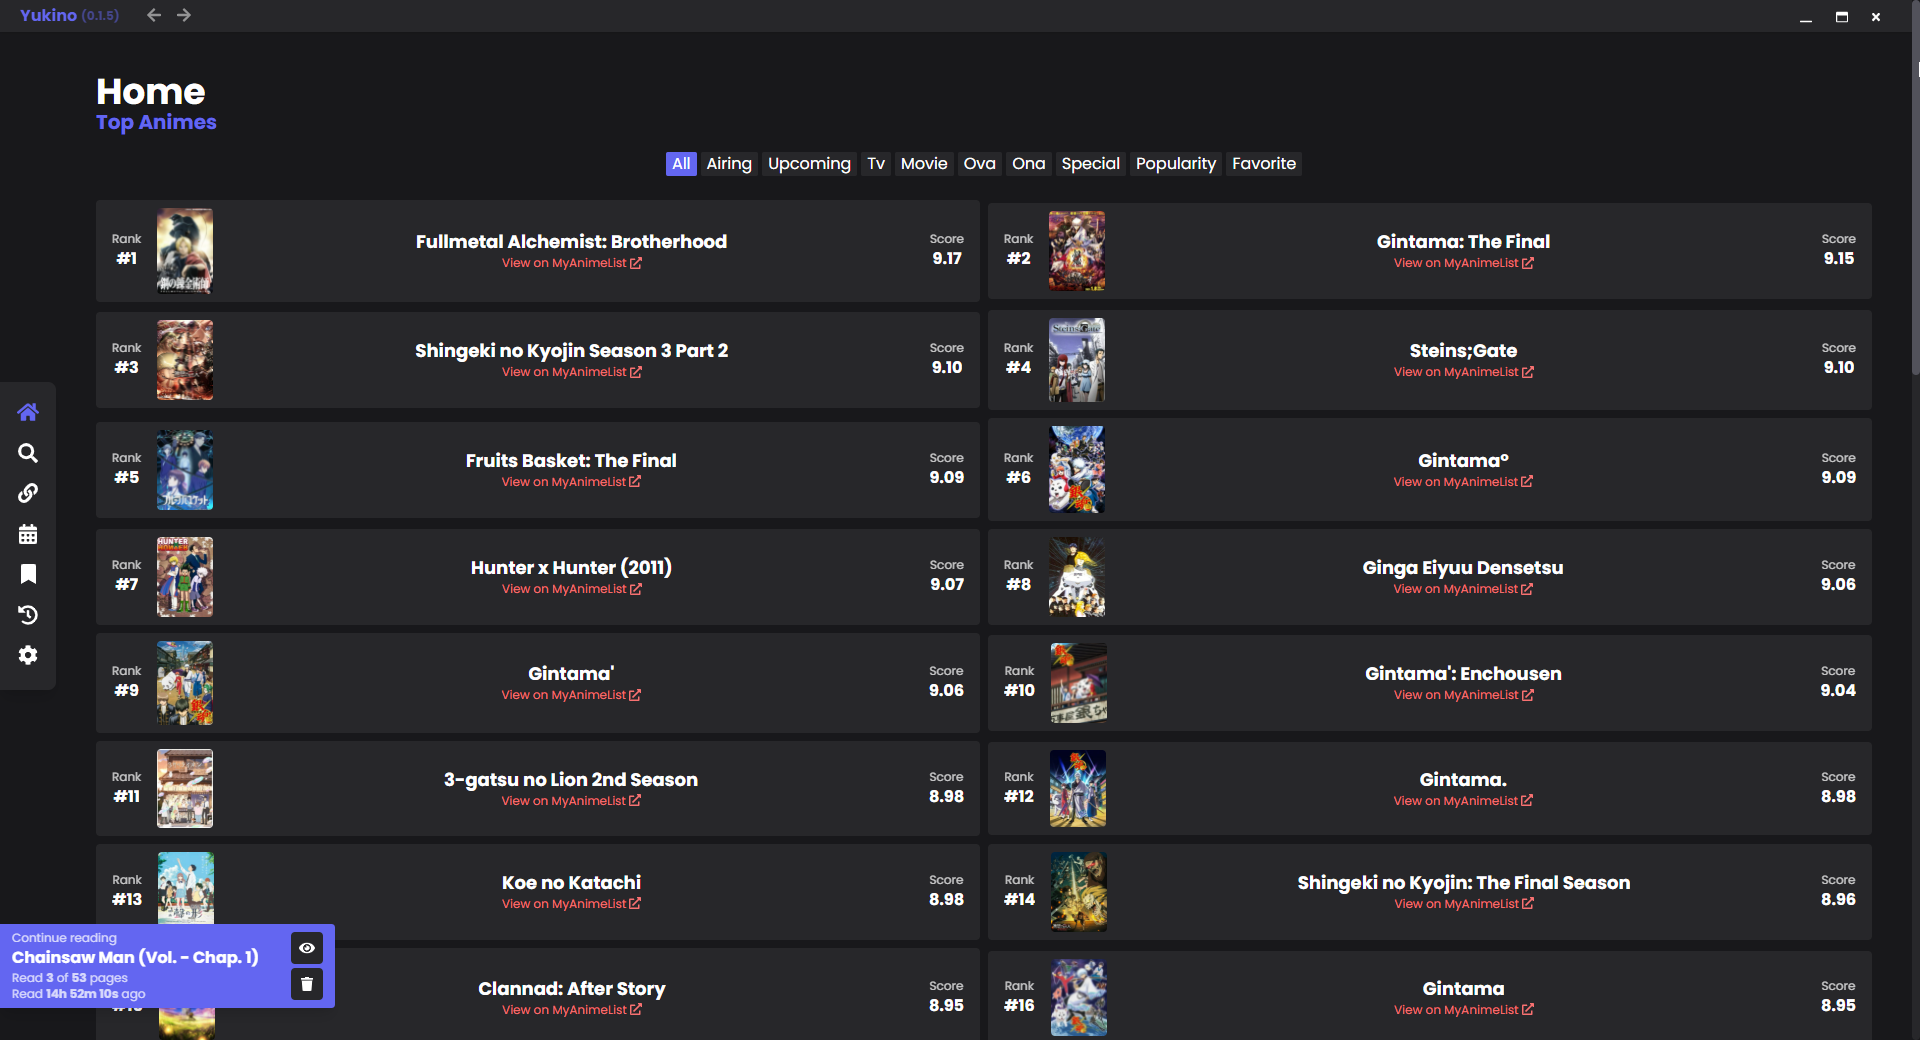 Yukino (0.1.5)
Home
Top Animes
All Airing Upcoming Tv Movie Ova Ona Special Popularity Favorite
Rank
#1
Fullmetal Alchemist: Brotherhood
View on MyAnimeList
Score
9.17
Rank
#2
Gintama: The Final
View on MyAnimeList
Score
9.15
Rank
#3
Shingeki no Kyojin Season 3 Part 2
View on MyAnimeList
Score
9.10
Rank
#4
Steins;Gate
View on MyAnimeList
Score
9.10
Rank
#5
Fruits Basket: The Final
View on MyAnimeList
Score
9.09
Rank
#6
Gintama°
View on MyAnimeList
Score
9.09
Rank
#7
HUNTER
Hunter x Hunter (2011)
View on MyAnimeList
Score
9.07
Rank
#8
Ginga Eiyuu Densetsu
View on MyAnimeList
Score
9.06
Rank
#9
Gintama'
View on MyAnimeList
Score
9.06
Rank
#10
Gintama': Enchousen
View on MyAnimeList
Score
9.04
Rank
#11
3-gatsu no Lion 2nd Season
View on MyAnimeList
Score
8.98
Rank
#12
Gintama.
View on MyAnimeList
Score
8.98
Rank
#13
Koe no Katachi
View on MyAnimeList
Score
8.98
Rank
#14
Shingeki no Kyojin: The Final Season
View on MyAnimeList
Score
8.96
Clannad: After Story
View on MyAnimeList
Score
8.95
Rank
#16
Gintama
View on MyAnimeList
Score
8.95
Continue reading
Chainsaw Man (Vol. - Chap. 1)
Read 3 of 53 pages
Read 14h 52m 10s ago